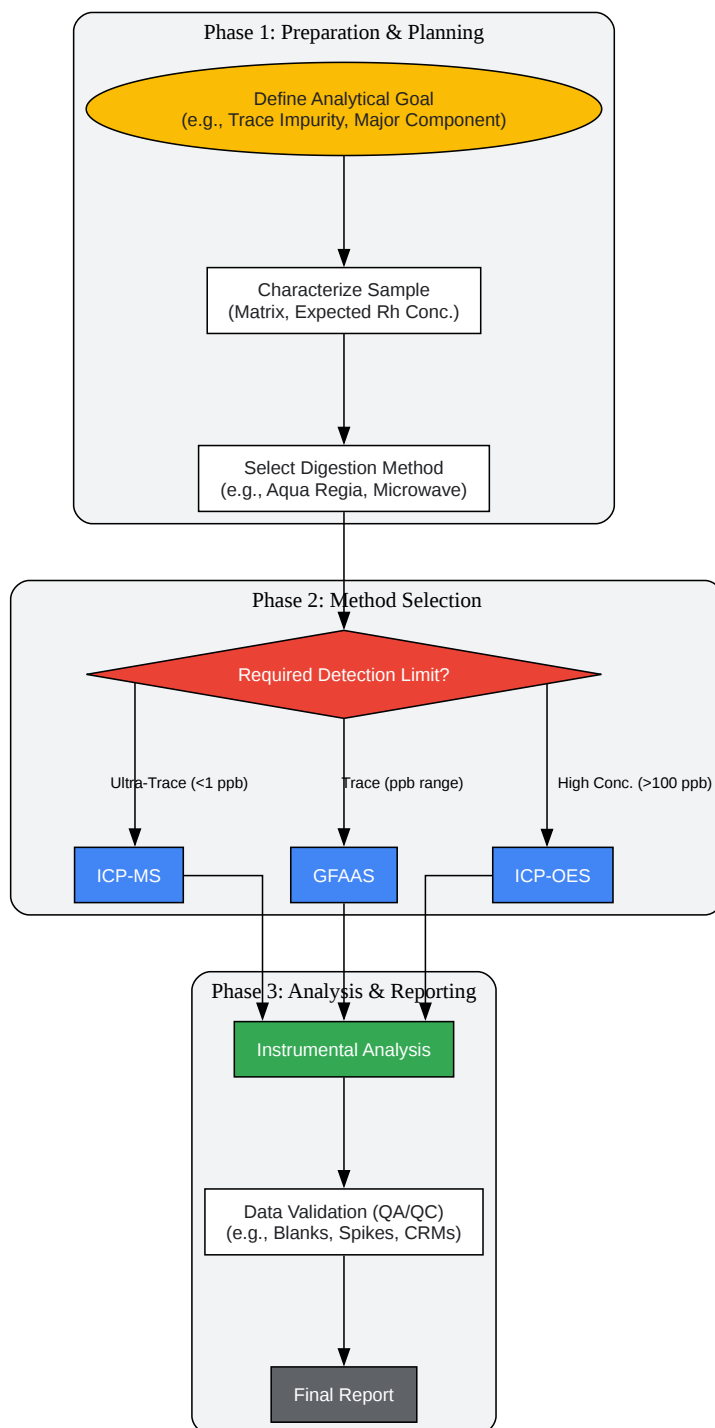 Phase 1: Preparation & Planning
Define Analytical Goal
(e.g., Trace Impurity, Major Component)
Characterize Sample
(Matrix, Expected Rh Conc.)
Select Digestion Method
(e.g., Aqua Regia, Microwave)
Phase 2: Method Selection
Required Detection Limit?
Ultra-Trace (<1 ppb)
Trace (ppb range)
High Conc. (>100 ppb)
ICP-MS
GFAAS
ICP-OES
Phase 3: Analysis & Reporting
Instrumental Analysis
Data Validation (QA/QC)
(e.g., Blanks, Spikes, CRMs)
Final Report